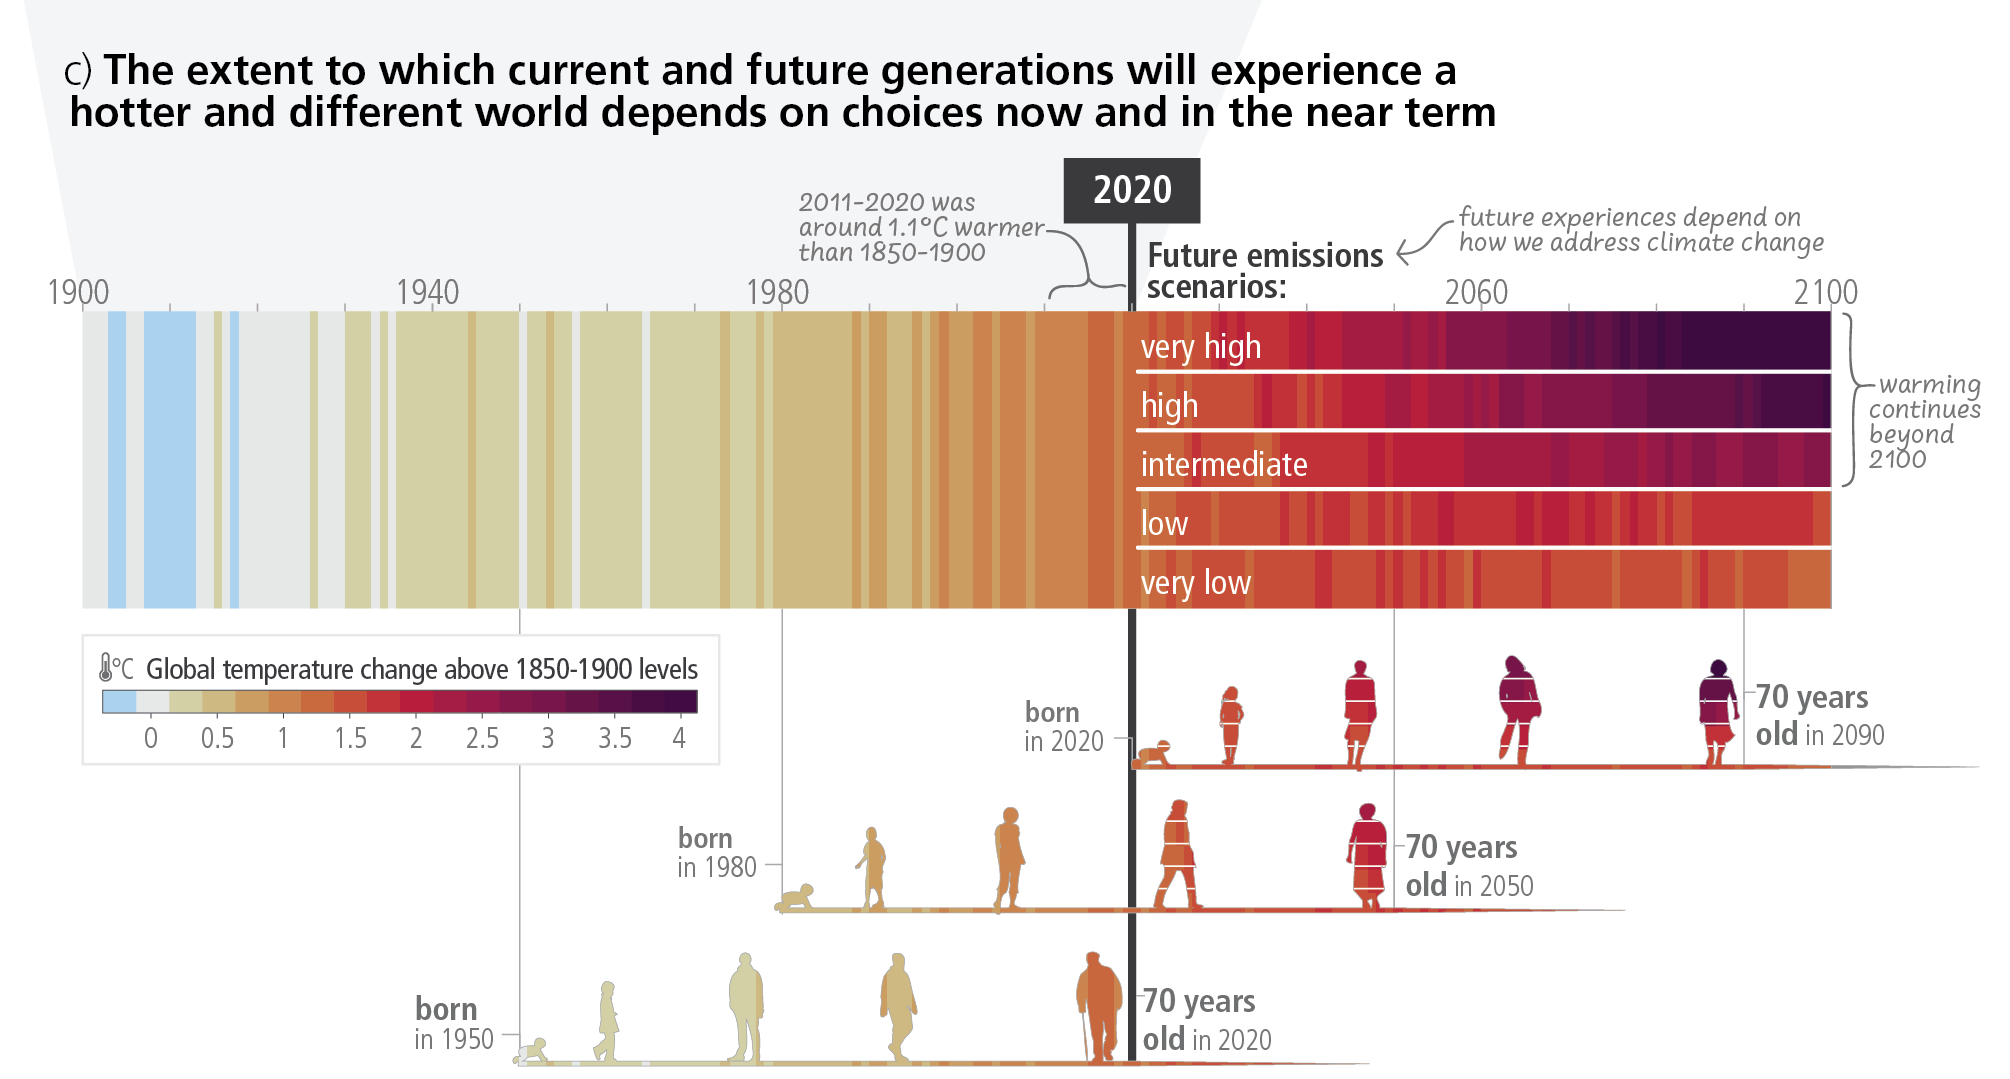 c) The extent to which current and future generations will experience a
hotter and different world depends on choices now and in the near term
2020
2011-2020 was
around 1.1°C warmer
than 1850-1900
future experiences depend on
how we address climate change
Future emissions
scenarios:
1900
1940
1980
2060
2100
very high
high
intermediate
low
very low
warming
continues
beyond
2100
°C Global temperature change above 1850-1900 levels
0 0.5 1 1.5 2 2.5 3 3.5 4
born
in 2020
70 years
old in 2090
born
in 1980
70 years
old in 2050
born
in 1950
70 years
old in 2020